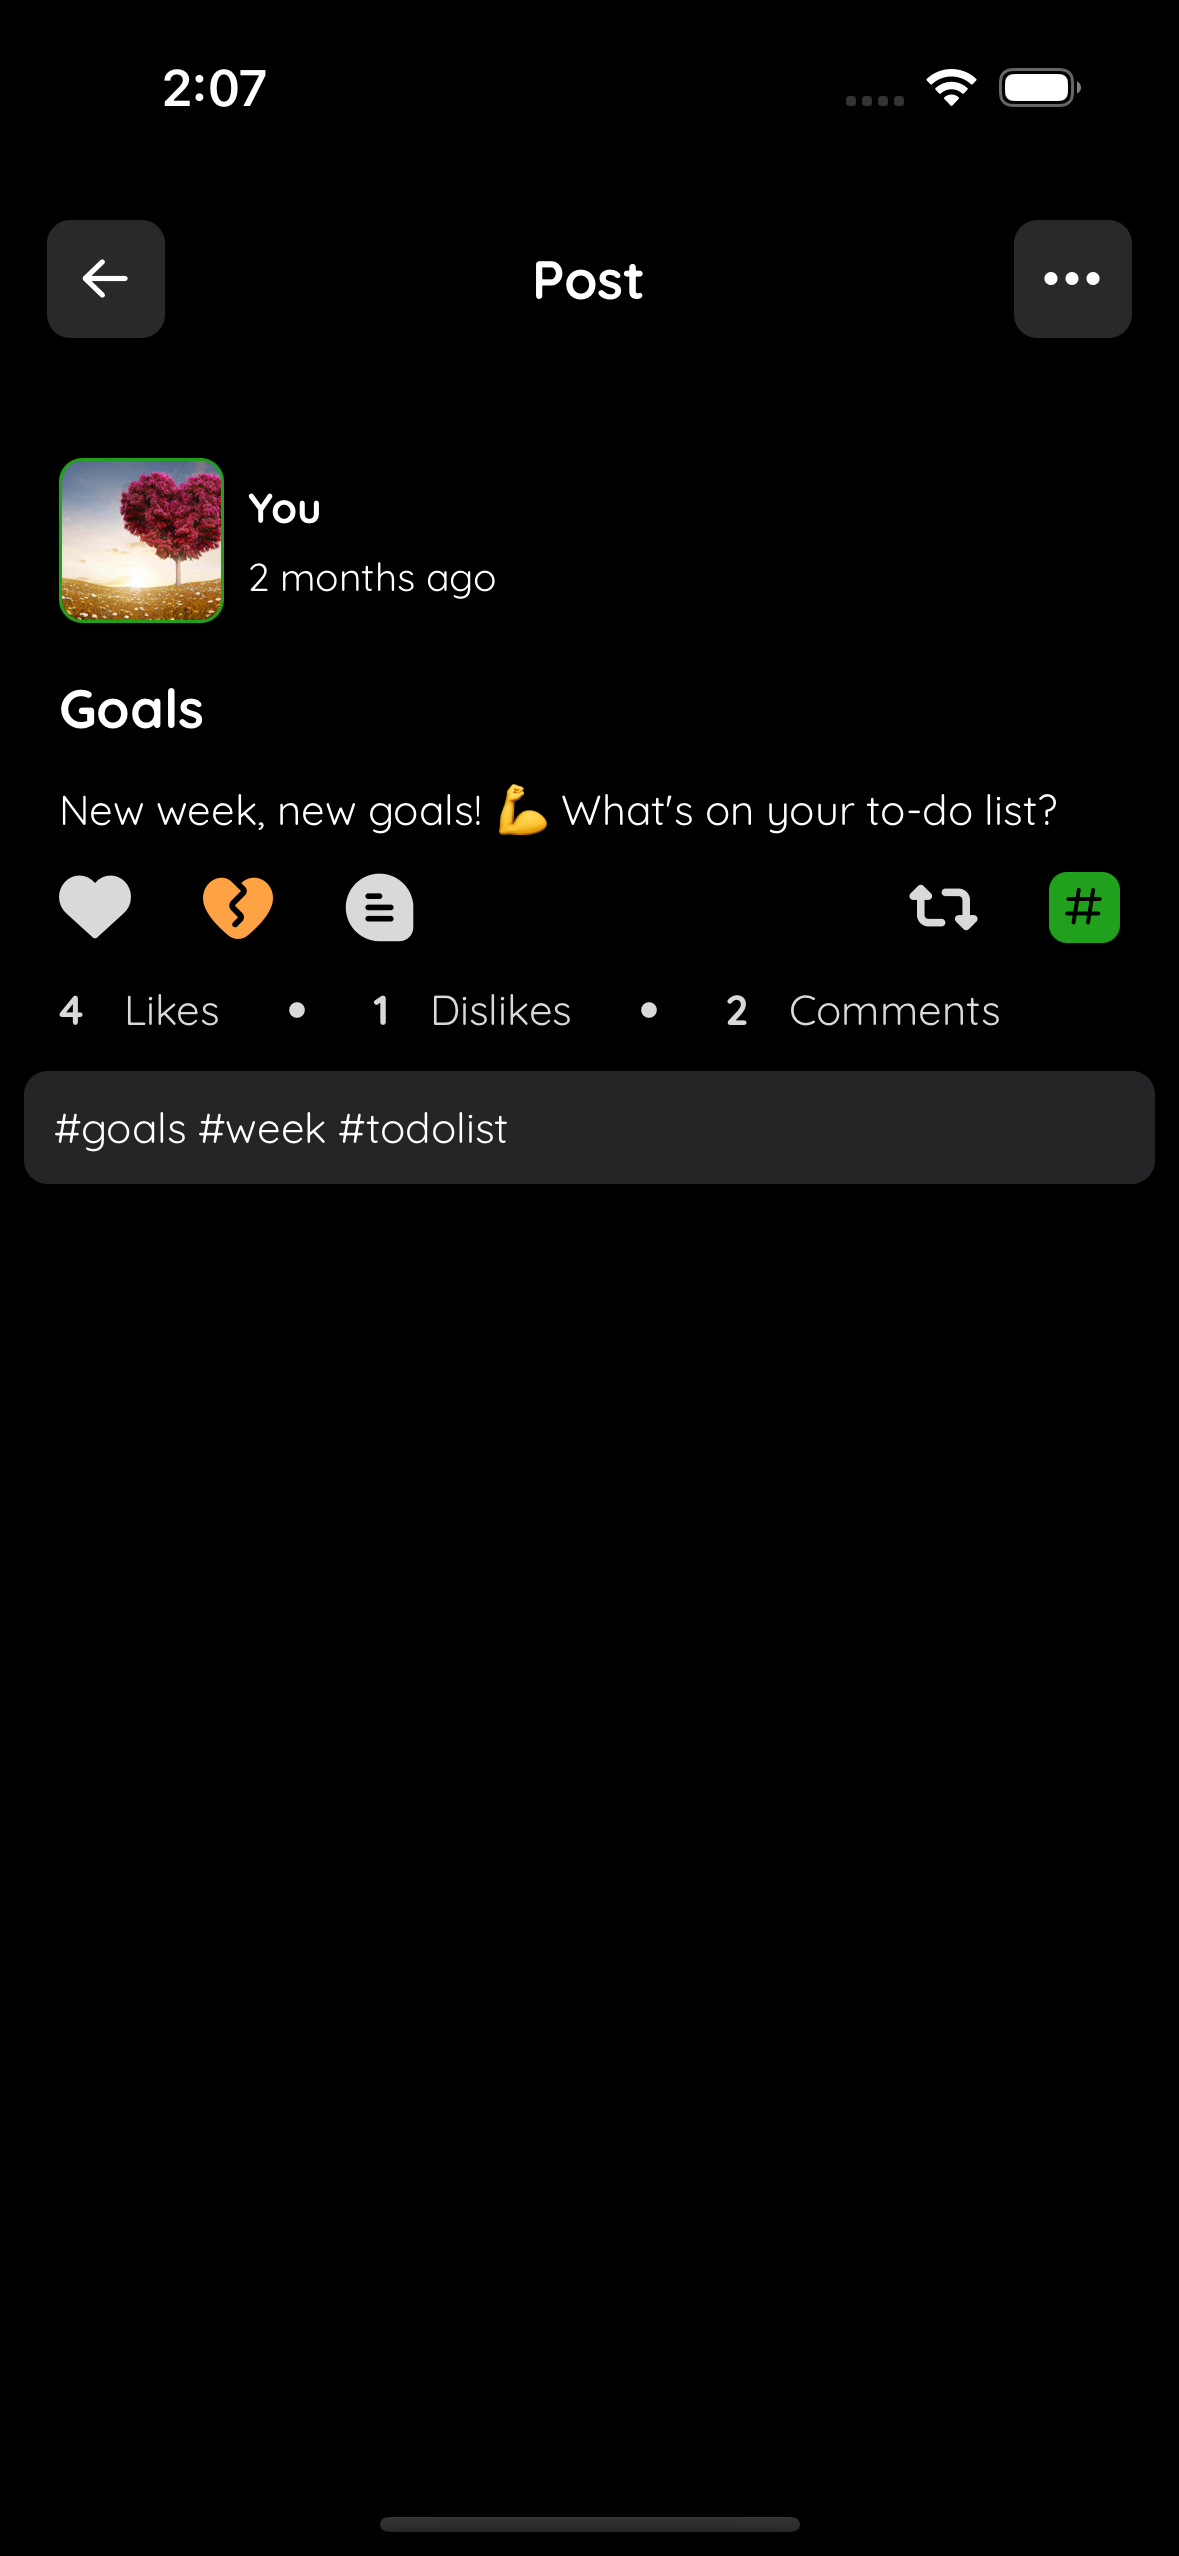 2:07
Post
You
2 months ago
Goals
New week, new goals! 💪 What's on your to-do list?
#
4 Likes • 1 Dislikes • 2 Comments
#goals #week #todolist